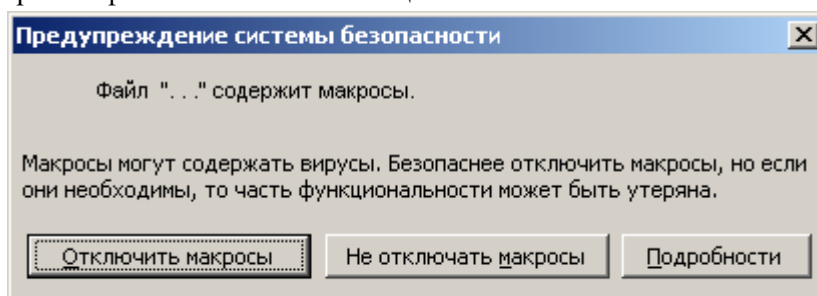 Предупреждение системы безопасности
Файл ". . ." содержит макросы.
Макросы могут содержать вирусы. Безопаснее отключить макросы, но если
они необходимы, то часть функциональности может быть утеряна.
Отключить макросы Не отключать макросы Подробности